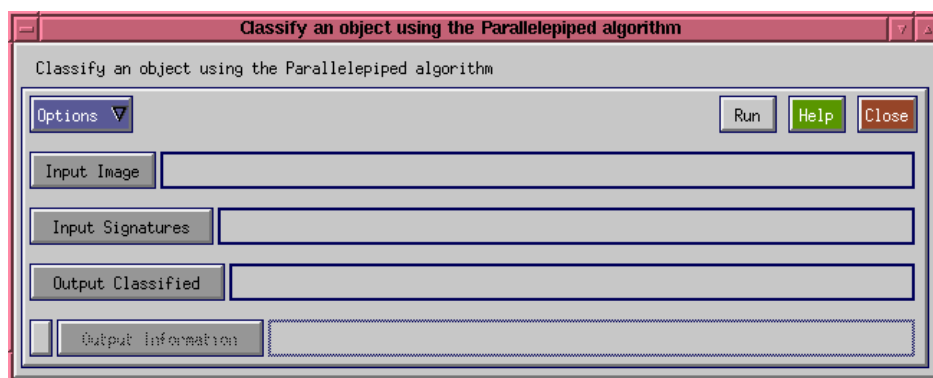 Classify an object using the Parallelepiped algorithm
Classify an object using the Parallelepiped algorithm
Options Run Help Close
Input Image
Input Signatures
Output Classified
Output Information